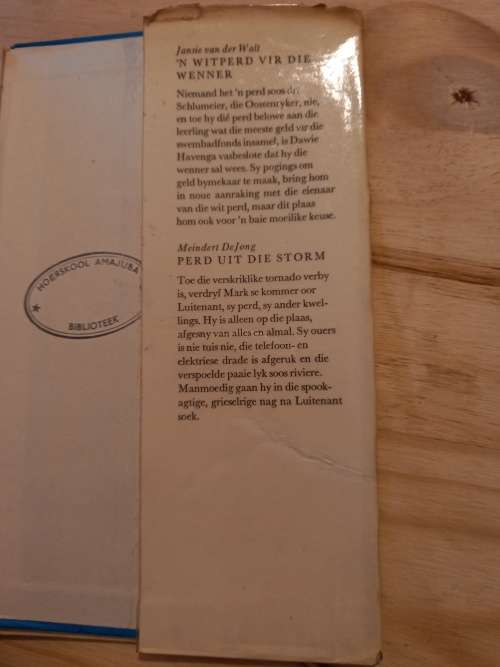 Jansie van der Walt
'N WITPERD VIR DIE
WENNER
Niemand het 'n perd soos dr.
Schlumeier, die Oostenryker, nie,
en toe hy dié perd belowe aan die
leerling wat die meeste geld vir die
swembadfonds insamel, is Dawie
Havenga vasbeslote dat hy die
wenner sal wees. Sy pogings om
geld bymekaar te maak, bring hom
in noue aanraking met die eienaar
van die wit perd, maar dit plaas
hom ook voor 'n baie moeilike keuse.
Meindert DeJong
PERD UIT DIE STORM
Toe die verskriklike tornado verby
is, verdryf Mark se kommer oor
Luitenant, sy perd, sy ander kwel-
lings. Hy is alleen op die plaas,
afgesny van alles en almal. Sy ouers
is nie tuis nie, die telefoon- en
elektriese drade is afgeruk en die
verspoelde paaie lyk soos riviere.
Manmoedig gaan hy in die spook-
agtige, grieselrige nag na Luitenant
soek.
HOËRSKOOL AMAJUBA
BIBLIOTEEK